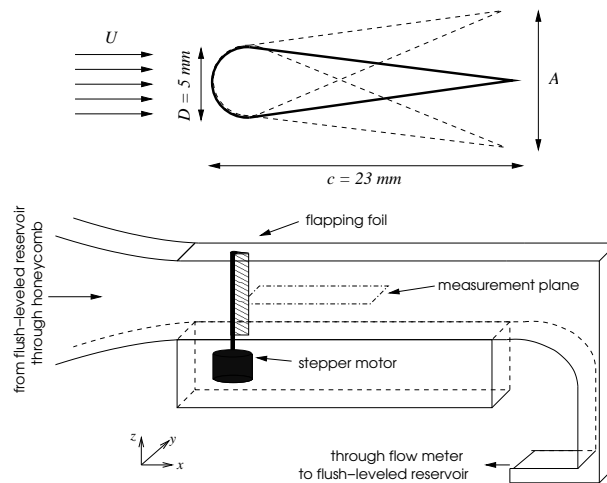 U
D = 5 mm
A
c = 23 mm
from flush-leveled reservoir
through honeycomb
flapping foil
measurement plane
stepper motor
z
y
x
through flow meter
to flush-leveled reservoir